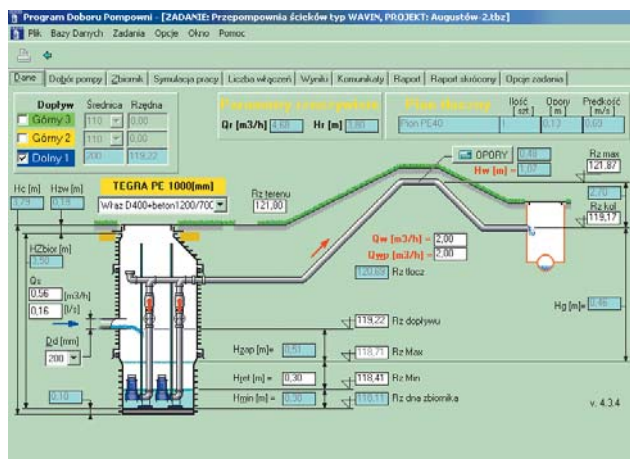 Program Doboru Pompowni - [ZADANIE: Przepompownia ścieków typ WAVIN, PROJEKT: Augustów-2.tbz]
Plik Bazy Danych Zadania Opcje Okno Pomoc
Dane Dobór pompy Zbiornik Symulacja pracy Liczba włączeń Wyniki Komunikaty Raport Raport skrócony Opcje zadania
Dopływ Średnica Rzędna
Górny 3 110 0,00
Górny 2 110 0,00
Dolny 1 200 119,22
Parametry rzeczywiste
Qr [m3/h] 4,68 Hr [m] 1,80
Pion tłoczny Ilość [szt] Opory [m] Prędkość [m/s]
Pion PE40 1 0,13 0,69
OPORY 0,48
Hw [m] = 1,07
Rz max
121,87
2,70
Rz kol
119,17
Hc [m] Hzw [m]
3,79 0,19
TEGRA PE 1000[mm]
Właz D400+beton1200/700
Rz terenu
121,80
HZbior [m]
3,50
Qs
0,56 [m3/h]
0,16 [l/s]
Dd [mm]
200
0,10
Qw [m3/h] = 2,00
Qwp [m3/h] = 2,00
120,69 Rz tłocz
Hg [m]= 0,46
119,22 Rz dopływu
Hzap [m]= 0,51
118,71 Rz Max
Hret [m] = 0,30
118,41 Rz Min
Hmin [m] = 0,30
118,11 Rz dna zbiornika
v. 4.3.4